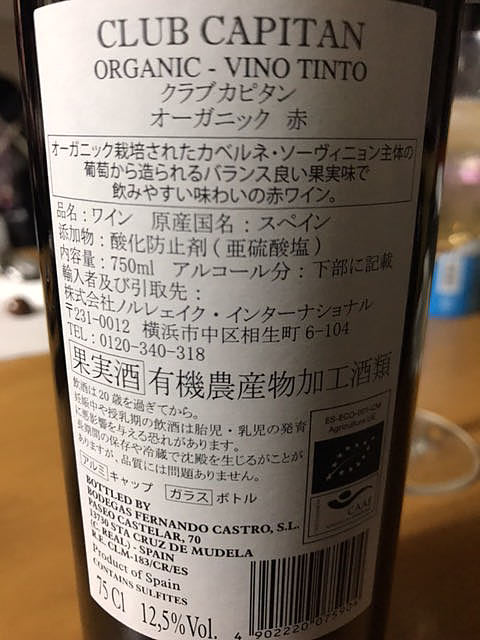 CLUB CAPITAN
ORGANIC - VINO TINTO
クラブカピタン
オーガニック 赤
オーガニック栽培されたカベルネ・ソーヴィニョン主体の
葡萄から造られるバランス良い果実味で
飲みやすい味わいの赤ワイン。
品名：ワイン 原産国名：スペイン
添加物：酸化防止剤(亜硫酸塩)
内容量：750ml アルコール分：下部に記載
輸入者及び引取先：
株式会社ノルレェイク・インターナショナル
〒231-0012 横浜市中区相生町 6-104
TEL：0120-340-318
果実酒 有機農産物加工酒類
飲酒は20歳を過ぎてから。
妊娠中や授乳期の飲酒は胎児・乳児の発育
に悪影響を与える恐れがあります。
長期間の保存や冷蔵で沈殿を生じるがことが
ありますが、品質には問題ありません。
アルミ キャップ ガラス ボトル
ES-ECO-001-CM
Agricultura UE
CAAE
BOTTLED BY
BODEGAS FERNANDO CASTRO, S.L.
PASEO CASTELAR, 70
13730 STA CRUZ DE MUDELA
(C. REAL) - SPAIN
R.E. CLM-183/CR/ES
Product of Spain
CONTAINS SULFITES
75 Cl 12,5% Vol.
4 902220 07550